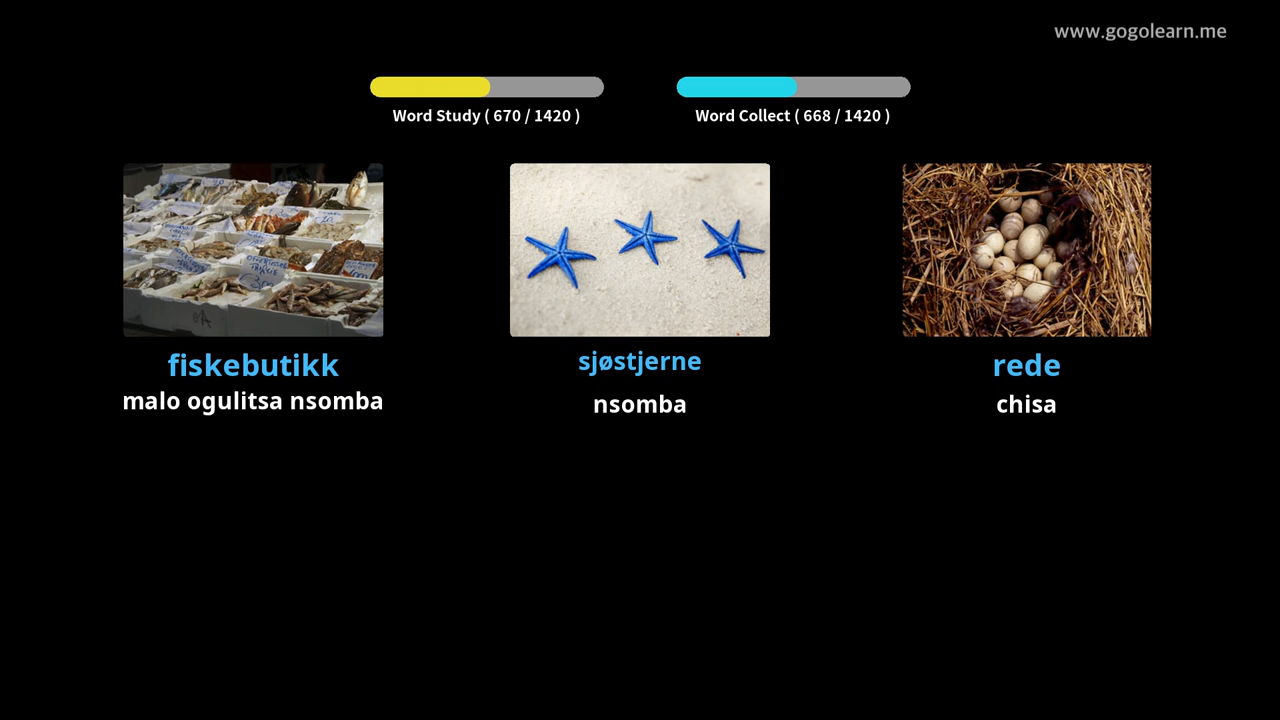 www.gogolearn.me
Word Study ( 670 / 1420 )
Word Collect ( 668 / 1420 )
fiskebutikk
malo ogulitsa nsomba
sjøstjerne
nsomba
rede
chisa